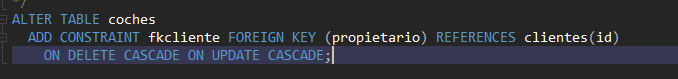 */
ALTER TABLE coches
ADD CONSTRAINT fkcliente FOREIGN KEY (propietario) REFERENCES clientes(id)
ON DELETE CASCADE ON UPDATE CASCADE;